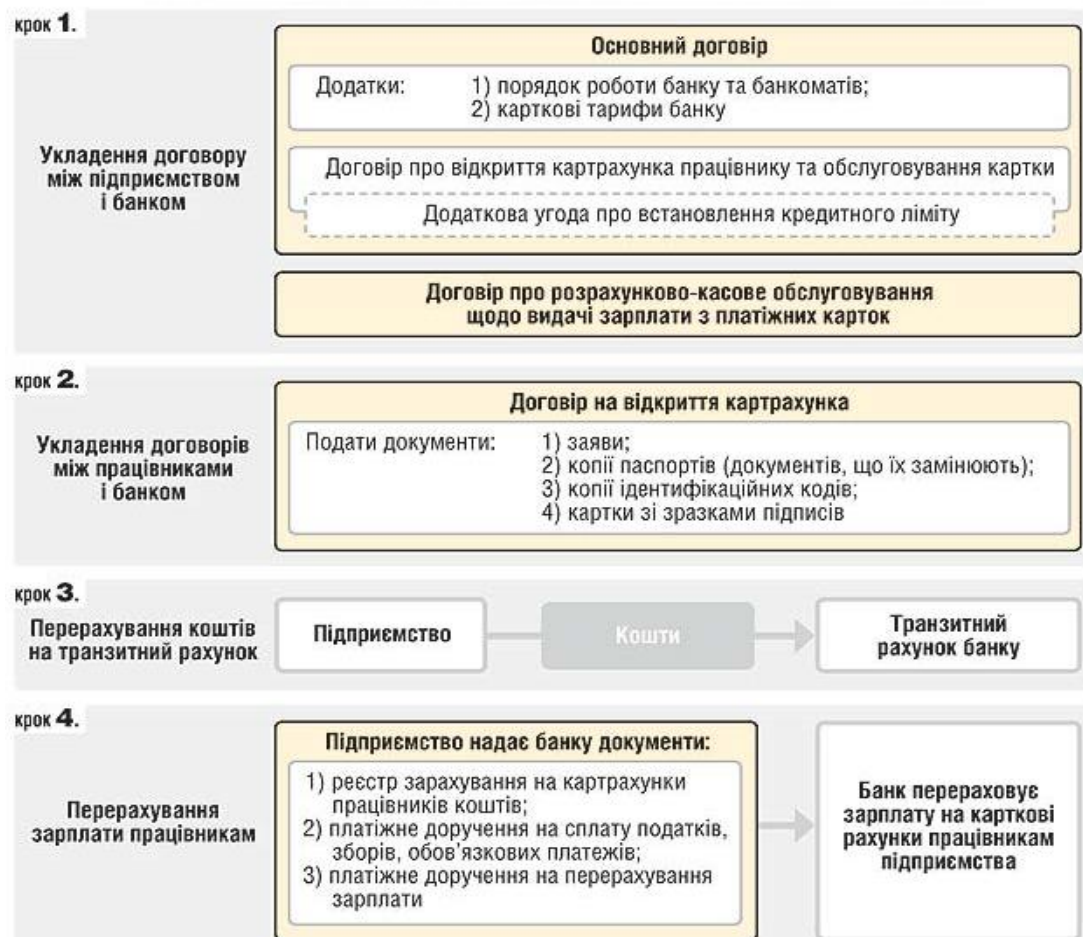 крок 1.
Укладення договору
між підприємством
і банком
Основний договір
Додатки: 1) порядок роботи банку та банкоматів;
2) карткові тарифи банку
Договір про відкриття картрахунка працівнику та обслуговування картки
Додаткова угода про встановлення кредитного ліміту
Договір про розрахунково-касове обслуговування
щодо видачі зарплати з платіжних карток
крок 2.
Укладення договорів
між працівниками
і банком
Договір на відкриття картрахунка
Подати документи: 1) заяви;
2) копії паспортів (документів, що їх замінюють);
3) копії ідентифікаційних кодів;
4) картки зі зразками підписів
крок 3.
Перерахування коштів
на транзитний рахунок
Підприємство
Кошти
Транзитний
рахунок банку
крок 4.
Перерахування
зарплати працівникам
Підприємство надає банку документи:
1) реєстр зарахування на картрахунки
працівників коштів;
2) платіжне доручення на сплату податків,
зборів, обов’язкових платежів;
3) платіжне доручення на перерахування
зарплати
Банк перераховує
зарплату на карткові
рахунки працівникам
підприємства